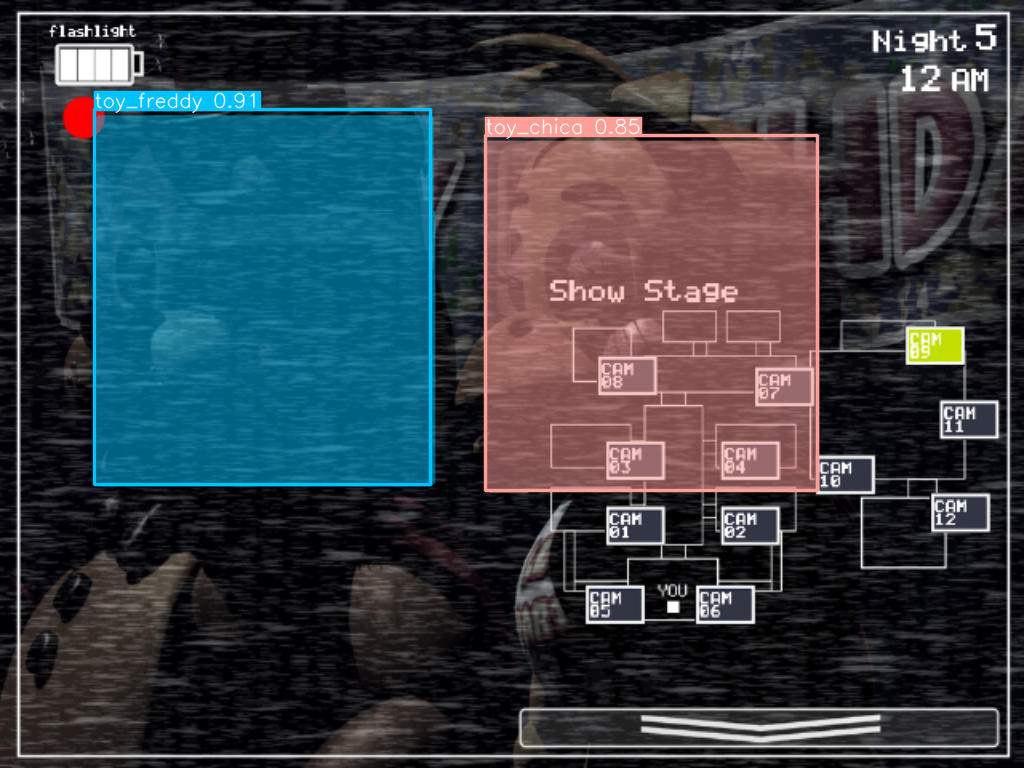 flashlight
Night 5
12 AM
toy_freddy 0.91
toy_chica 0.85
Show Stage
CAM 09
CAM 08
CAM 07
CAM 11
CAM 03
CAM 04
CAM 10
CAM 12
CAM 01
CAM 02
YOU
CAM 05
CAM 06